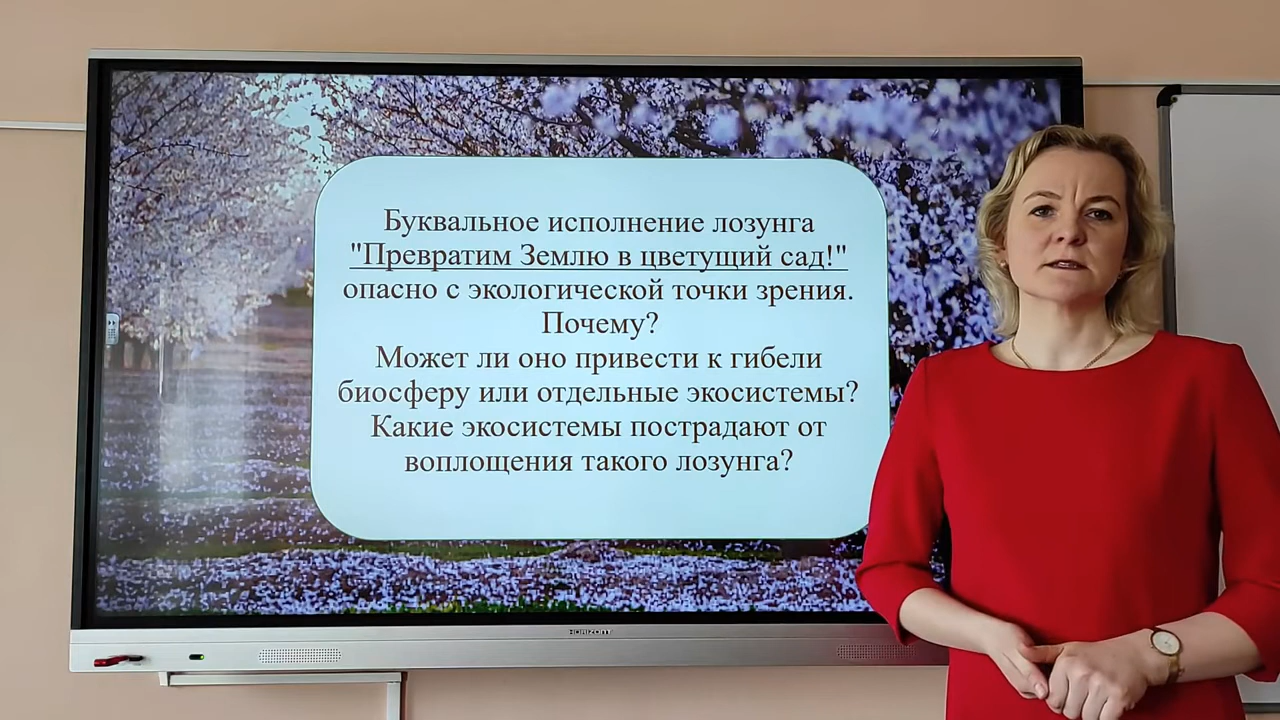 Буквальное исполнение лозунга
"Превратим Землю в цветущий сад!"
опасно с экологической точки зрения.
Почему?
Может ли оно привести к гибели
биосферу или отдельные экосистемы?
Какие экосистемы пострадают от
воплощения такого лозунга?
HORIZONT